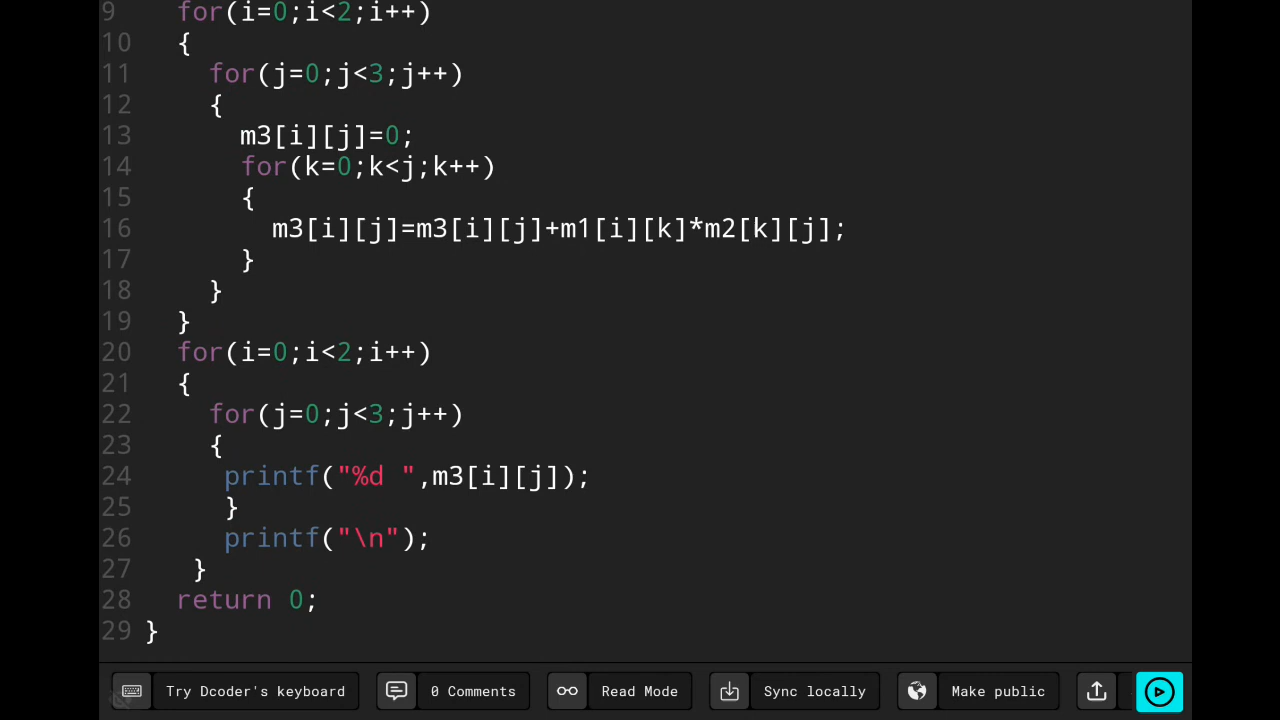 9 for(i=0;i<2;i++)
10 {
11 for(j=0;j<3;j++)
12 {
13 m3[i][j]=0;
14 for(k=0;k<j;k++)
15 {
16 m3[i][j]=m3[i][j]+m1[i][k]*m2[k][j];
17 }
18 }
19 }
20 for(i=0;i<2;i++)
21 {
22 for(j=0;j<3;j++)
23 {
24 printf("%d ",m3[i][j]);
25 }
26 printf("\n");
27 }
28 return 0;
29 }
Try Dcoder's keyboard 0 Comments Read Mode Sync locally Make public